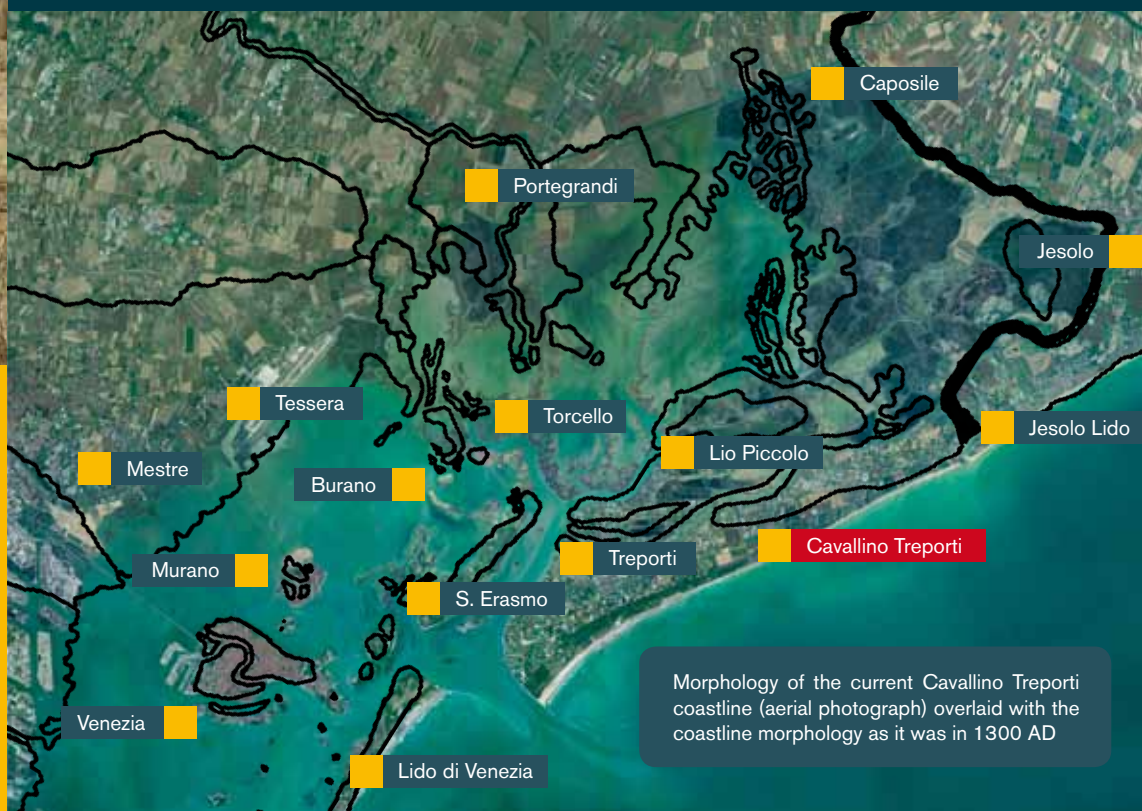 Caposile
Portegrandi
Jesolo
Tessera
Torcello
Jesolo Lido
Lio Piccolo
Mestre
Burano
Cavallino Treporti
Treporti
Murano
S. Erasmo
Venezia
Lido di Venezia
Morphology of the current Cavallino Treporti
coastline (aerial photograph) overlaid with the
coastline morphology as it was in 1300 AD